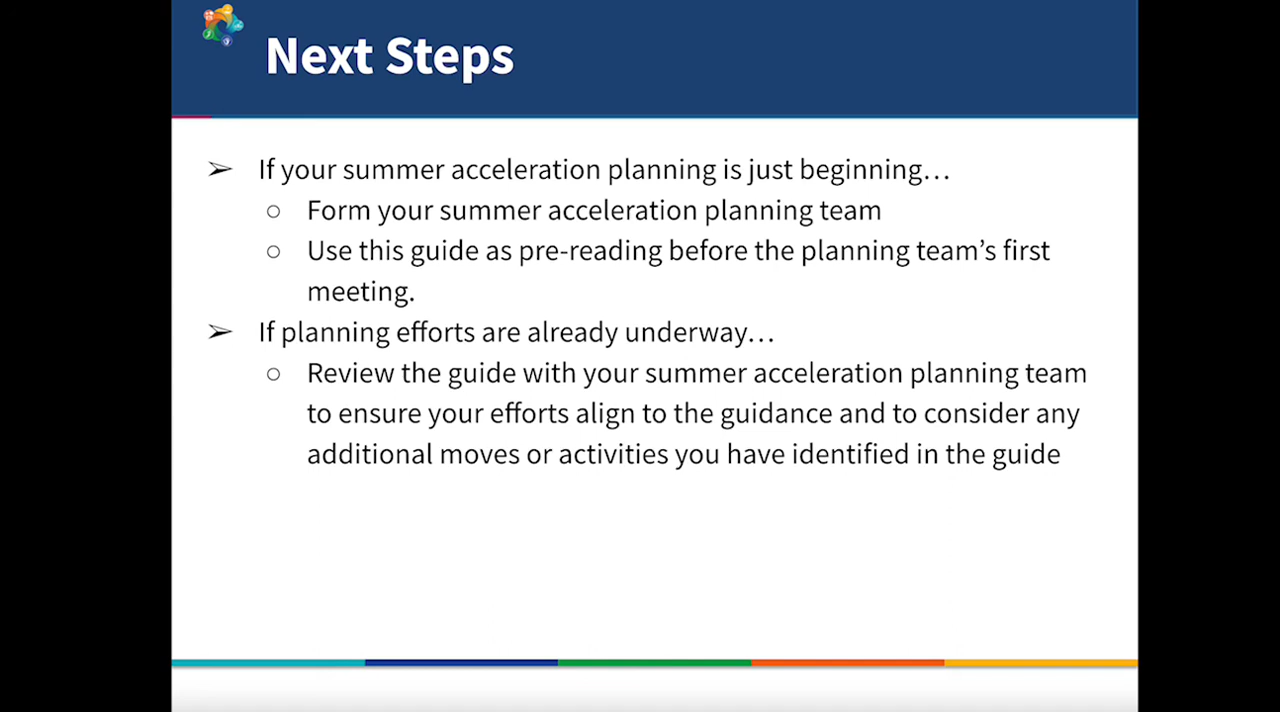 Next Steps
➢ If your summer acceleration planning is just beginning…
○ Form your summer acceleration planning team
○ Use this guide as pre-reading before the planning team’s first
meeting.
➢ If planning efforts are already underway…
○ Review the guide with your summer acceleration planning team
to ensure your efforts align to the guidance and to consider any
additional moves or activities you have identified in the guide